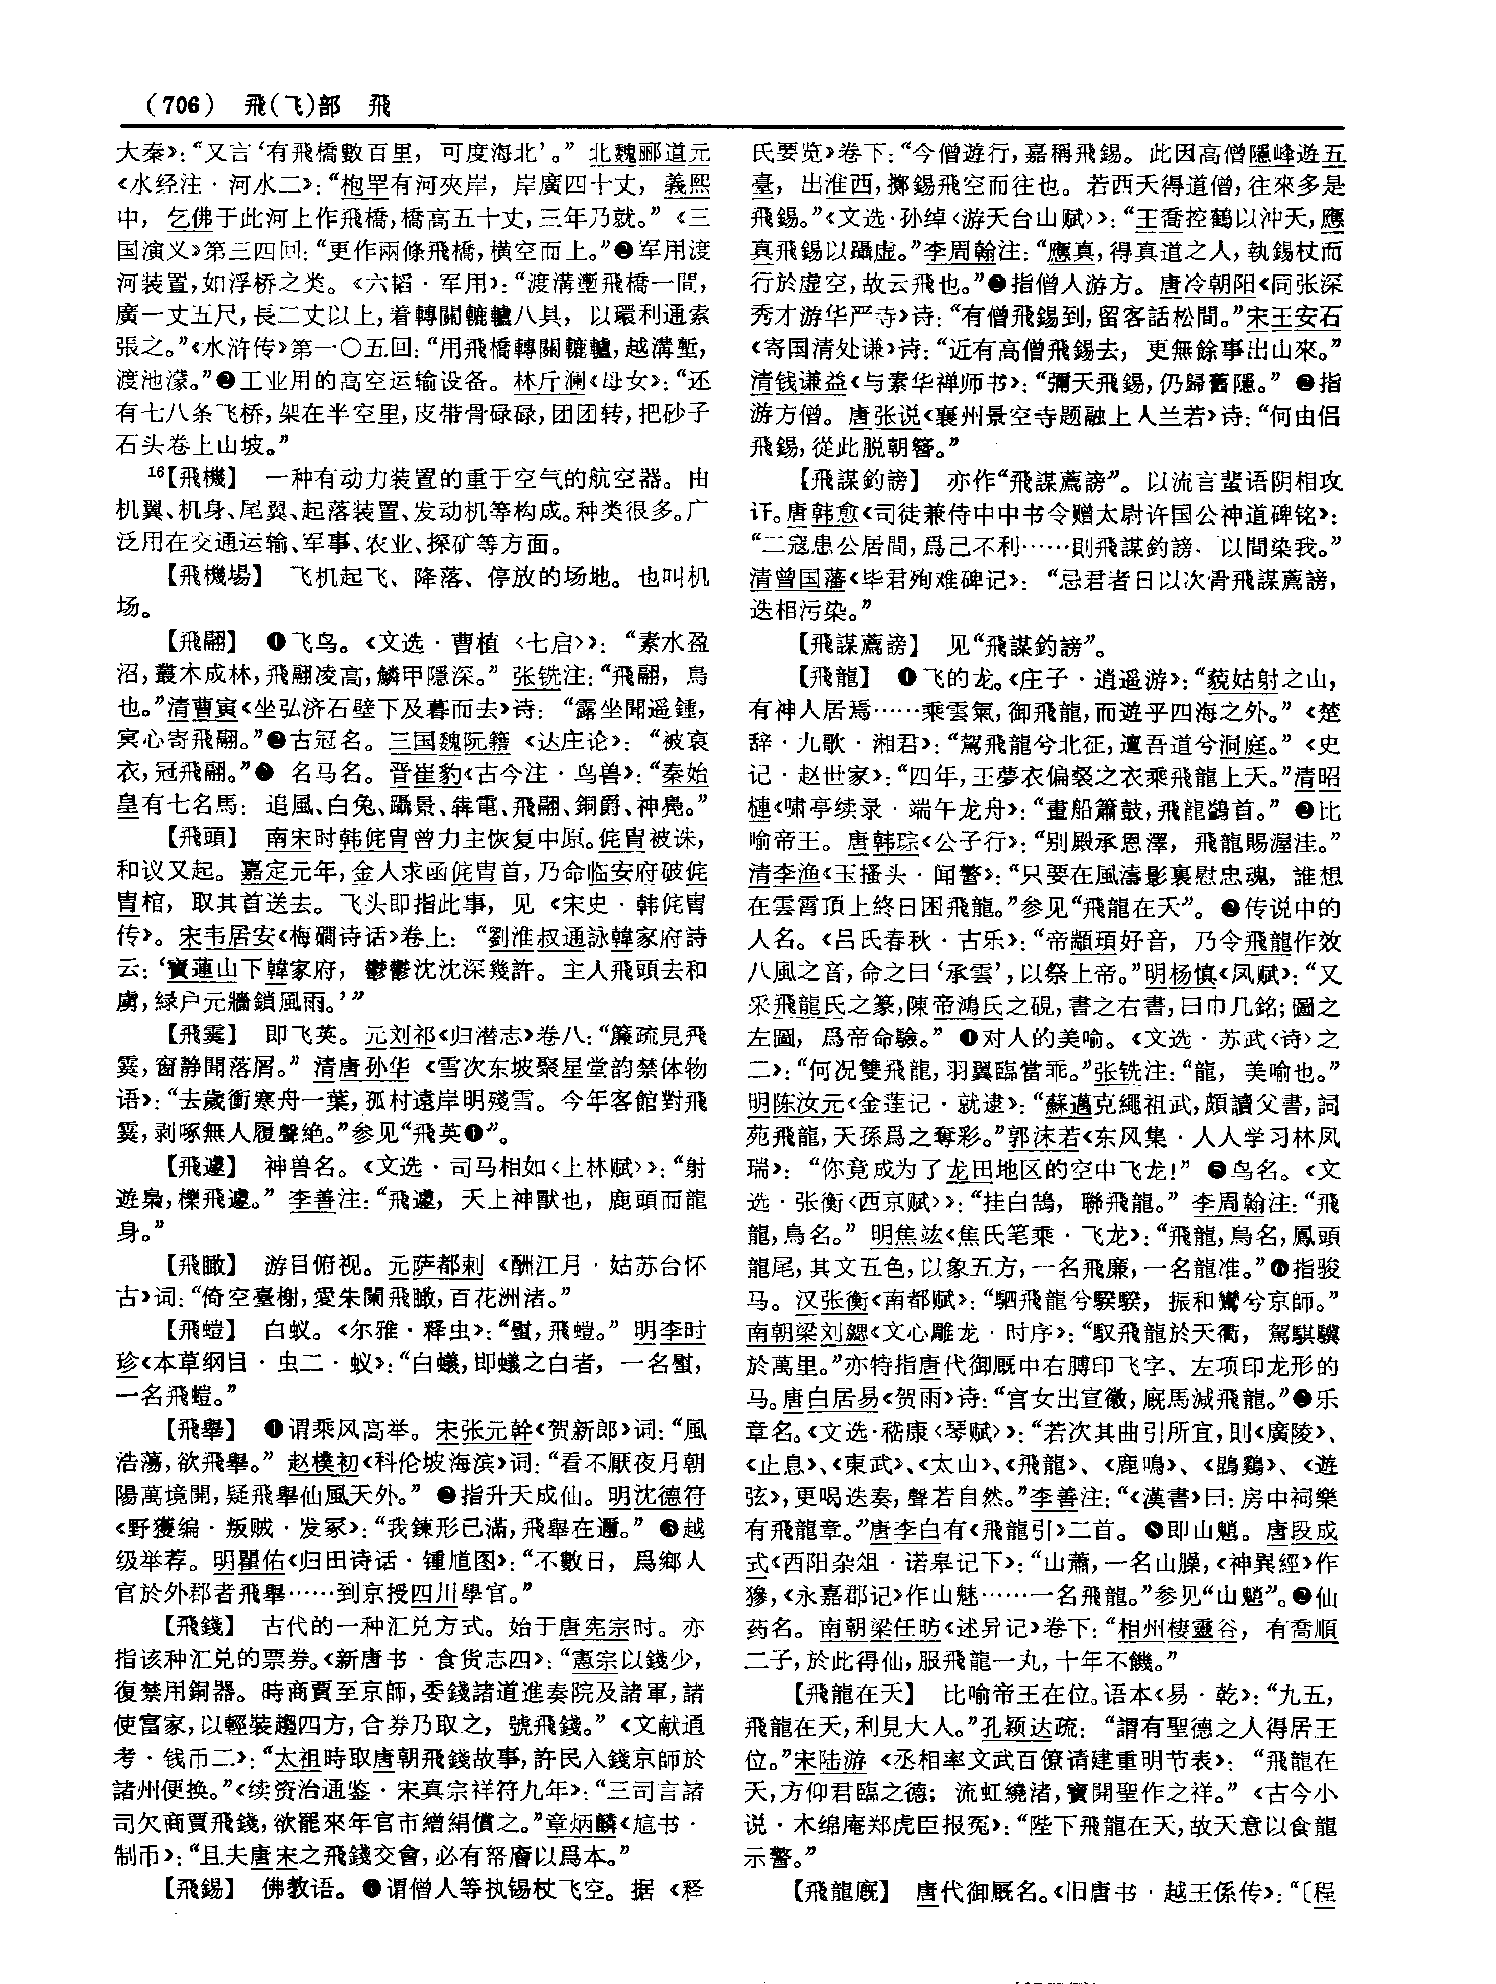 （706） 飛(飞)部 飛
大秦》：“又言‘有飛橋數百里，可度海北’。”北魏郦道元
《水经注·河水二》：“枹罕有河夾岸，岸廣四十丈，義熙
中，乞佛于此河上作飛橋，橋高五十丈，三年乃就。”《三
国演义》第三四回：“更作兩條飛橋，橫空而上。”❷军用渡
河装置，如浮桥之类。《六韬·军用》：“渡溝壍飛橋一間，
廣一丈五尺，長二丈以上，着轉關轆轤八具，以環利通索
張之。”《水浒传》第一〇五回：“用飛橋轉關轆轤，越溝塹，
渡池濠。”❸工业用的高空运输设备。林斤澜《母女》：“还
有七八条飞桥，架在半空里，皮带骨碌碌，团团转，把砂子
石头卷上山坡。”
16【飛機】 一种有动力装置的重于空气的航空器。由
机翼、机身、尾翼、起落装置、发动机等构成。种类很多。广
泛用在交通运输、军事、农业、探矿等方面。
【飛機場】 飞机起飞、降落、停放的场地。也叫机
场。
【飛翮】 ❶飞鸟。《文选·曹植〈七启〉》：“素水盈
沼，叢木成林，飛翮凌高，鱗甲隱深。”张铣注：“飛翮，鳥
也。”清曹寅《坐弘济石壁下及暮而去》诗：“露坐聞遥鍾，
冥心寄飛翮。”❷古冠名。三国魏阮籍《达庄论》：“被衮
衣，冠飛翮。”❸名马名。晋崔豹《古今注·鸟兽》：“秦始
皇有七名馬：追風、白兔、躡景、犇電、飛翮、銅爵、神鳧。”
【飛頭】 南宋时韩侂胄曾力主恢复中原。侂胄被诛，
和议又起。嘉定元年，金人求函侂胄首，乃命临安府破侂
胄棺，取其首送去。飞头即指此事，见《宋史·韩侂胄
传》。宋韦居安《梅磵诗话》卷上：“劉淮叔通詠韓家府詩
云：‘寶蓮山下韓家府，鬱鬱沈沈深幾許。主人飛頭去和
虜，緑户元牆鎖風雨。’”
【飛霙】 即飞英。元刘祁《归潜志》卷八：“簾疏見飛
霙，窗静聞落屑。”清唐孙华《雪次东坡聚星堂韵禁体物
语》：“去歲衝寒舟一葉，孤村遠岸明殘雪。今年客館對飛
霙，剥啄無人履聲絶。”参见“飛英❶”。
【飛遽】 神兽名。《文选·司马相如〈上林赋〉》：“射
遊梟，櫟飛遽。”李善注：“飛遽，天上神獸也，鹿頭而龍
身。”
【飛瞰】 游目俯视。元萨都剌《酬江月·姑苏台怀
古》词：“倚空臺榭，愛朱闌飛瞰，百花洲渚。”
【飛螘】 白蚁。《尔雅·释虫》：“螱，飛螘。”明李时
珍《本草纲目·虫二·蚁》：“白蟻，即蟻之白者，一名螱，
一名飛螘。”
【飛舉】 ❶谓乘风高举。宋张元幹《贺新郎》词：“風
浩蕩，欲飛舉。”赵樸初《科伦坡海滨》词：“看不厭夜月朝
陽萬境開，疑飛舉仙風天外。”❷指升天成仙。明沈德符
《野獲编·叛贼·发冢》：“我鍊形已滿，飛舉在邇。”❸越
级举荐。明瞿佑《归田诗话·锺馗图》：“不數日，爲鄉人
官於外郡者飛舉……到京授四川學官。”
【飛錢】 古代的一种汇兑方式。始于唐宪宗时。亦
指该种汇兑的票券。《新唐书·食货志四》：“憲宗以錢少，
復禁用銅器。時商賈至京師，委錢諸道進奏院及諸軍，諸
使富家，以輕裝趨四方，合券乃取之，號飛錢。”《文献通
考·钱币二》：“太祖時取唐朝飛錢故事，許民入錢京師於
諸州便換。”《续资治通鉴·宋真宗祥符九年》：“三司言諸
司欠商賈飛錢，欲罷來年官市繒絹償之。”章炳麟《訄书·
制币》：“且夫唐宋之飛錢交會，必有帑廥以爲本。”
【飛錫】 佛教语。❶谓僧人等执锡杖飞空。据《释
氏要览》卷下：“今僧遊行，嘉稱飛錫。此因高僧隱峰遊五
臺，出淮西，擲錫飛空而往也。若西天得道僧，往來多是
飛錫。”《文选·孙绰〈游天台山赋〉》：“王喬控鶴以沖天，應
真飛錫以躡虚。”李周翰注：“應真，得真道之人，執錫杖而
行於虚空，故云飛也。”❷指僧人游方。唐冷朝阳《同张深
秀才游华严寺》诗：“有僧飛錫到，留客話松間。”宋王安石
《寄国清处谦》诗：“近有高僧飛錫去，更無餘事出山來。”
清钱谦益《与素华禅师书》：“彌天飛錫，仍歸舊隱。”❸指
游方僧。唐张说《襄州景空寺题融上人兰若》诗：“何由侣
飛錫，從此脱朝簪。”
【飛謀釣謗】 亦作“飛謀薦謗”。以流言蜚语阴相攻
讦。唐韩愈《司徒兼侍中中书令赠太尉许国公神道碑铭》：
“二寇患公居間，爲己不利……則飛謀釣謗，以間染我。”
清曾国藩《毕君殉难碑记》：“忌君者日以次骨飛謀薦謗，
迭相污染。”
【飛謀薦謗】 见“飛謀釣謗”。
【飛龍】 ❶飞的龙。《庄子·逍遥游》：“藐姑射之山，
有神人居焉……乘雲氣，御飛龍，而遊乎四海之外。”《楚
辞·九歌·湘君》：“駕飛龍兮北征，邅吾道兮洞庭。”《史
记·赵世家》：“四年，王夢衣偏裻之衣乘飛龍上天。”清昭
槤《啸亭续录·端午龙舟》：“畫船簫鼓，飛龍鷁首。”❷比
喻帝王。唐韩琮《公子行》：“别殿承恩澤，飛龍賜渥洼。”
清李渔《玉搔头·闻警》：“只要在風濤影裏慰忠魂，誰想
在雲霄頂上終日困飛龍。”参见“飛龍在天”。❸传说中的
人名。《吕氏春秋·古乐》：“帝顓頊好音，乃令飛龍作效
八風之音，命之曰‘承雲’，以祭上帝。”明杨慎《凤赋》：“又
采飛龍氏之篆，陳帝鴻氏之硯，書之右書，曰巾几銘；圖之
左圖，爲帝命驗。”❹对人的美喻。《文选·苏武〈诗〉之
二》：“何况雙飛龍，羽翼臨當乖。”张铣注：“龍，美喻也。”
明陈汝元《金莲记·就逮》：“蘇邁克繩祖武，頗讀父書，詞
苑飛龍，天孫爲之奪彩。”郭沫若《东风集·人人学习林凤
瑞》：“你竟成为了龙田地区的空中飞龙！”❺鸟名。《文
选·张衡〈西京赋〉》：“挂白鵠，聯飛龍。”李周翰注：“飛
龍，鳥名。”明焦竑《焦氏笔乘·飞龙》：“飛龍，鳥名，鳳頭
龍尾，其文五色，以象五方，一名飛廉，一名龍准。”❻指骏
马。汉张衡《南都赋》：“駟飛龍兮騤騤，振和鸞兮京師。”
南朝梁刘勰《文心雕龙·时序》：“馭飛龍於天衢，駕騏驥
於萬里。”亦特指唐代御厩中右膊印飞字、左项印龙形的
马。唐白居易《贺雨》诗：“宫女出宣徽，廐馬減飛龍。”❼乐
章名。《文选·嵇康〈琴赋〉》：“若次其曲引所宜，則《廣陵》、
《止息》、《東武》、《太山》、《飛龍》、《鹿鳴》、《鵾鷄》、《遊
弦》，更唱迭奏，聲若自然。”李善注：“《漢書》曰：房中祠樂
有飛龍章。”唐李白有《飛龍引》二首。❽即山魈。唐段成
式《西阳杂俎·诺皋记下》：“山蕭，一名山臊，《神異經》作
㺑，《永嘉郡记》作山魅……一名飛龍。”参见“山魈”。❾仙
药名。南朝梁任昉《述异记》卷下：“相州棲靈谷，有喬順
二子，於此得仙，服飛龍一丸，十年不饑。”
【飛龍在天】 比喻帝王在位。语本《易·乾》：“九五，
飛龍在天，利見大人。”孔颖达疏：“謂有聖德之人得居王
位。”宋陆游《丞相率文武百僚请建重明节表》：“飛龍在
天，方仰君臨之德；流虹繞渚，寶開聖作之祥。”《古今小
说·木绵庵郑虎臣报冤》：“陛下飛龍在天，故天意以食龍
示警。”
【飛龍廐】 唐代御厩名。《旧唐书·越王係传》：“〔程